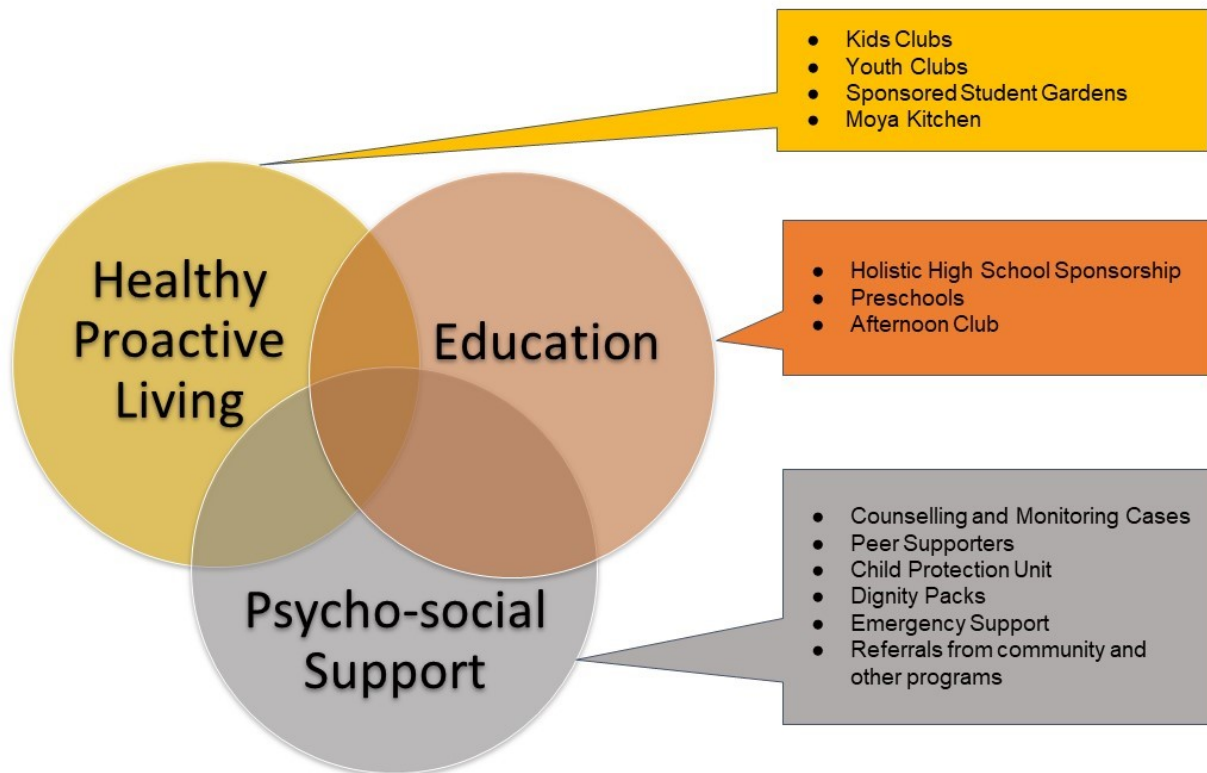 Healthy
Proactive
Living
Education
Psycho-social
Support
● Kids Clubs
● Youth Clubs
● Sponsored Student Gardens
● Moya Kitchen
● Holistic High School Sponsorship
● Preschools
● Afternoon Club
● Counselling and Monitoring Cases
● Peer Supporters
● Child Protection Unit
● Dignity Packs
● Emergency Support
● Referrals from community and
other programs